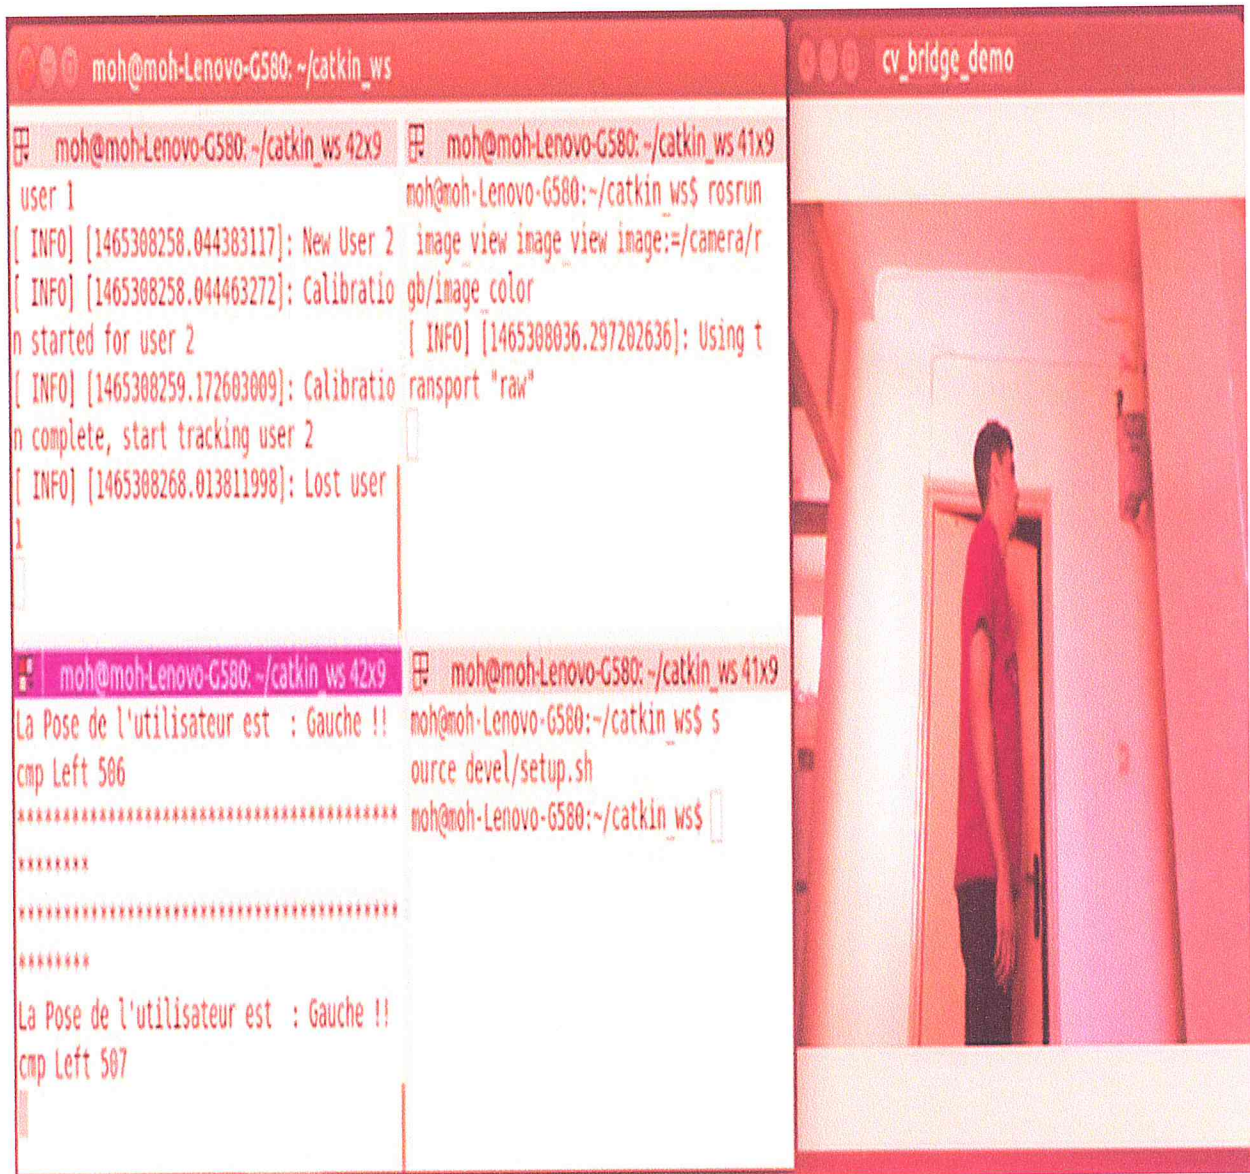 moh@moh-Lenovo-G580: ~/catkin_ws
moh@moh-Lenovo-G580: ~/catkin_ws 42x9
user 1
[ INFO] [1465308258.044383117]: New User 2
[ INFO] [1465308258.044463272]: Calibratio
n started for user 2
[ INFO] [1465308259.172603009]: Calibratio
n complete, start tracking user 2
[ INFO] [1465308268.013811998]: Lost user
1
moh@moh-Lenovo-G580: ~/catkin_ws 41x9
moh@moh-Lenovo-G580:~/catkin_ws$ rosrun
image_view image_view image:=/camera/r
gb/image_color
[ INFO] [1465308036.297202636]: Using t
ransport "raw"
moh@moh-Lenovo-G580: ~/catkin_ws 42x9
La Pose de l'utilisateur est : Gauche !!
cmp Left 506
******************************************
********
******************************************
********
La Pose de l'utilisateur est : Gauche !!
cmp Left 507
moh@moh-Lenovo-G580: ~/catkin_ws 41x9
moh@moh-Lenovo-G580:~/catkin_ws$ s
ource devel/setup.sh
moh@moh-Lenovo-G580:~/catkin_ws$
cv_bridge_demo